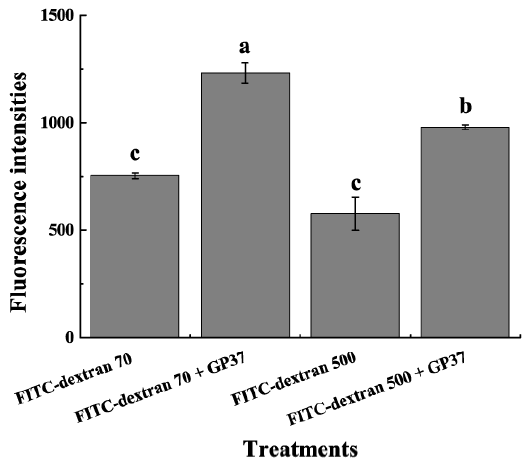 1500
1000
500
0
Fluorescence intensities
c
a
c
b
FITC-dextran 70
FITC-dextran 70 + GP37
FITC-dextran 500
FITC-dextran 500 + GP37
Treatments